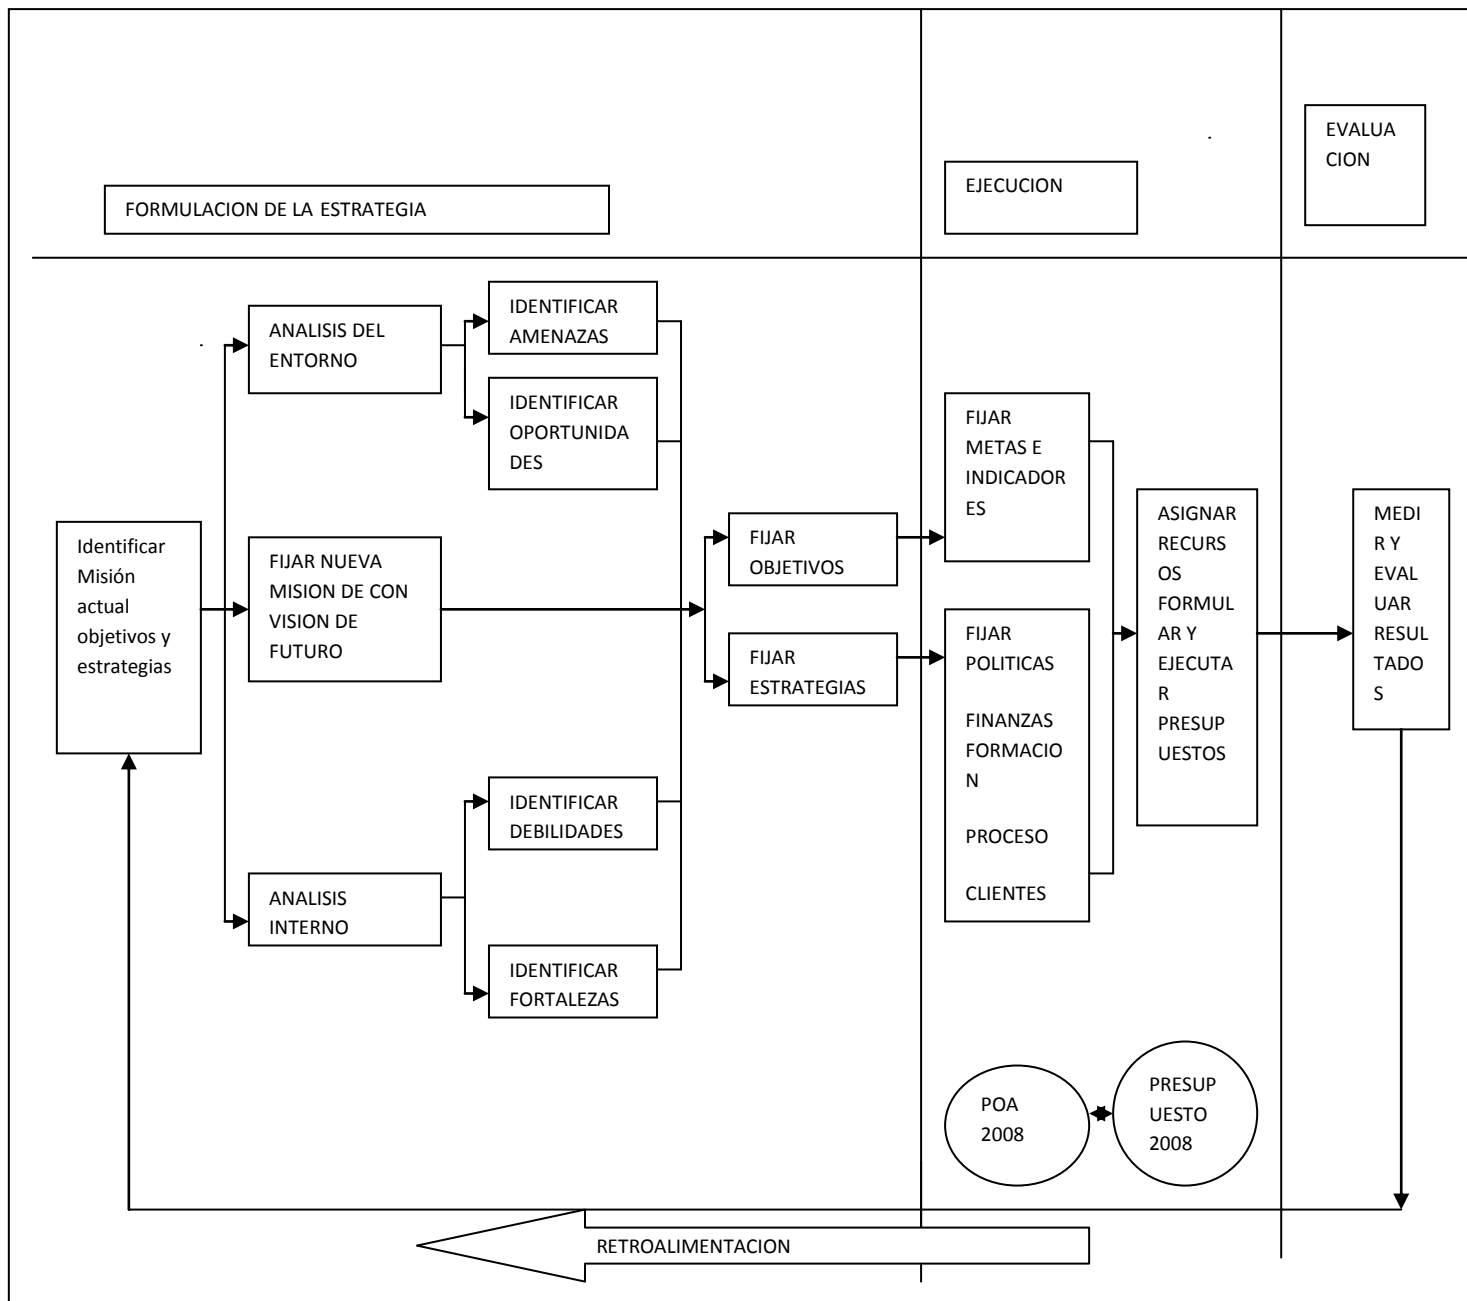 EVALUA
CION
EJECUCION
FORMULACION DE LA ESTRATEGIA
IDENTIFICAR
AMENAZAS
ANALISIS DEL
ENTORNO
IDENTIFICAR
OPORTUNIDA
DES
Identificar
Misión
actual
objetivos y
estrategias
FIJAR NUEVA
MISION DE CON
VISION DE
FUTURO
IDENTIFICAR
DEBILIDADES
ANALISIS
INTERNO
IDENTIFICAR
FORTALEZAS
FIJAR
OBJETIVOS
FIJAR
ESTRATEGIAS
FIJAR
METAS E
INDICADOR
ES
FIJAR
POLITICAS
FINANZAS
FORMACIO
N
PROCESO
CLIENTES
ASIGNAR
RECURS
OS
FORMUL
AR Y
EJECUTA
R
PRESUP
UESTOS
MEDI
R Y
EVAL
UAR
RESUL
TADO
S
POA
2008
PRESUP
UESTO
2008
RETROALIMENTACION